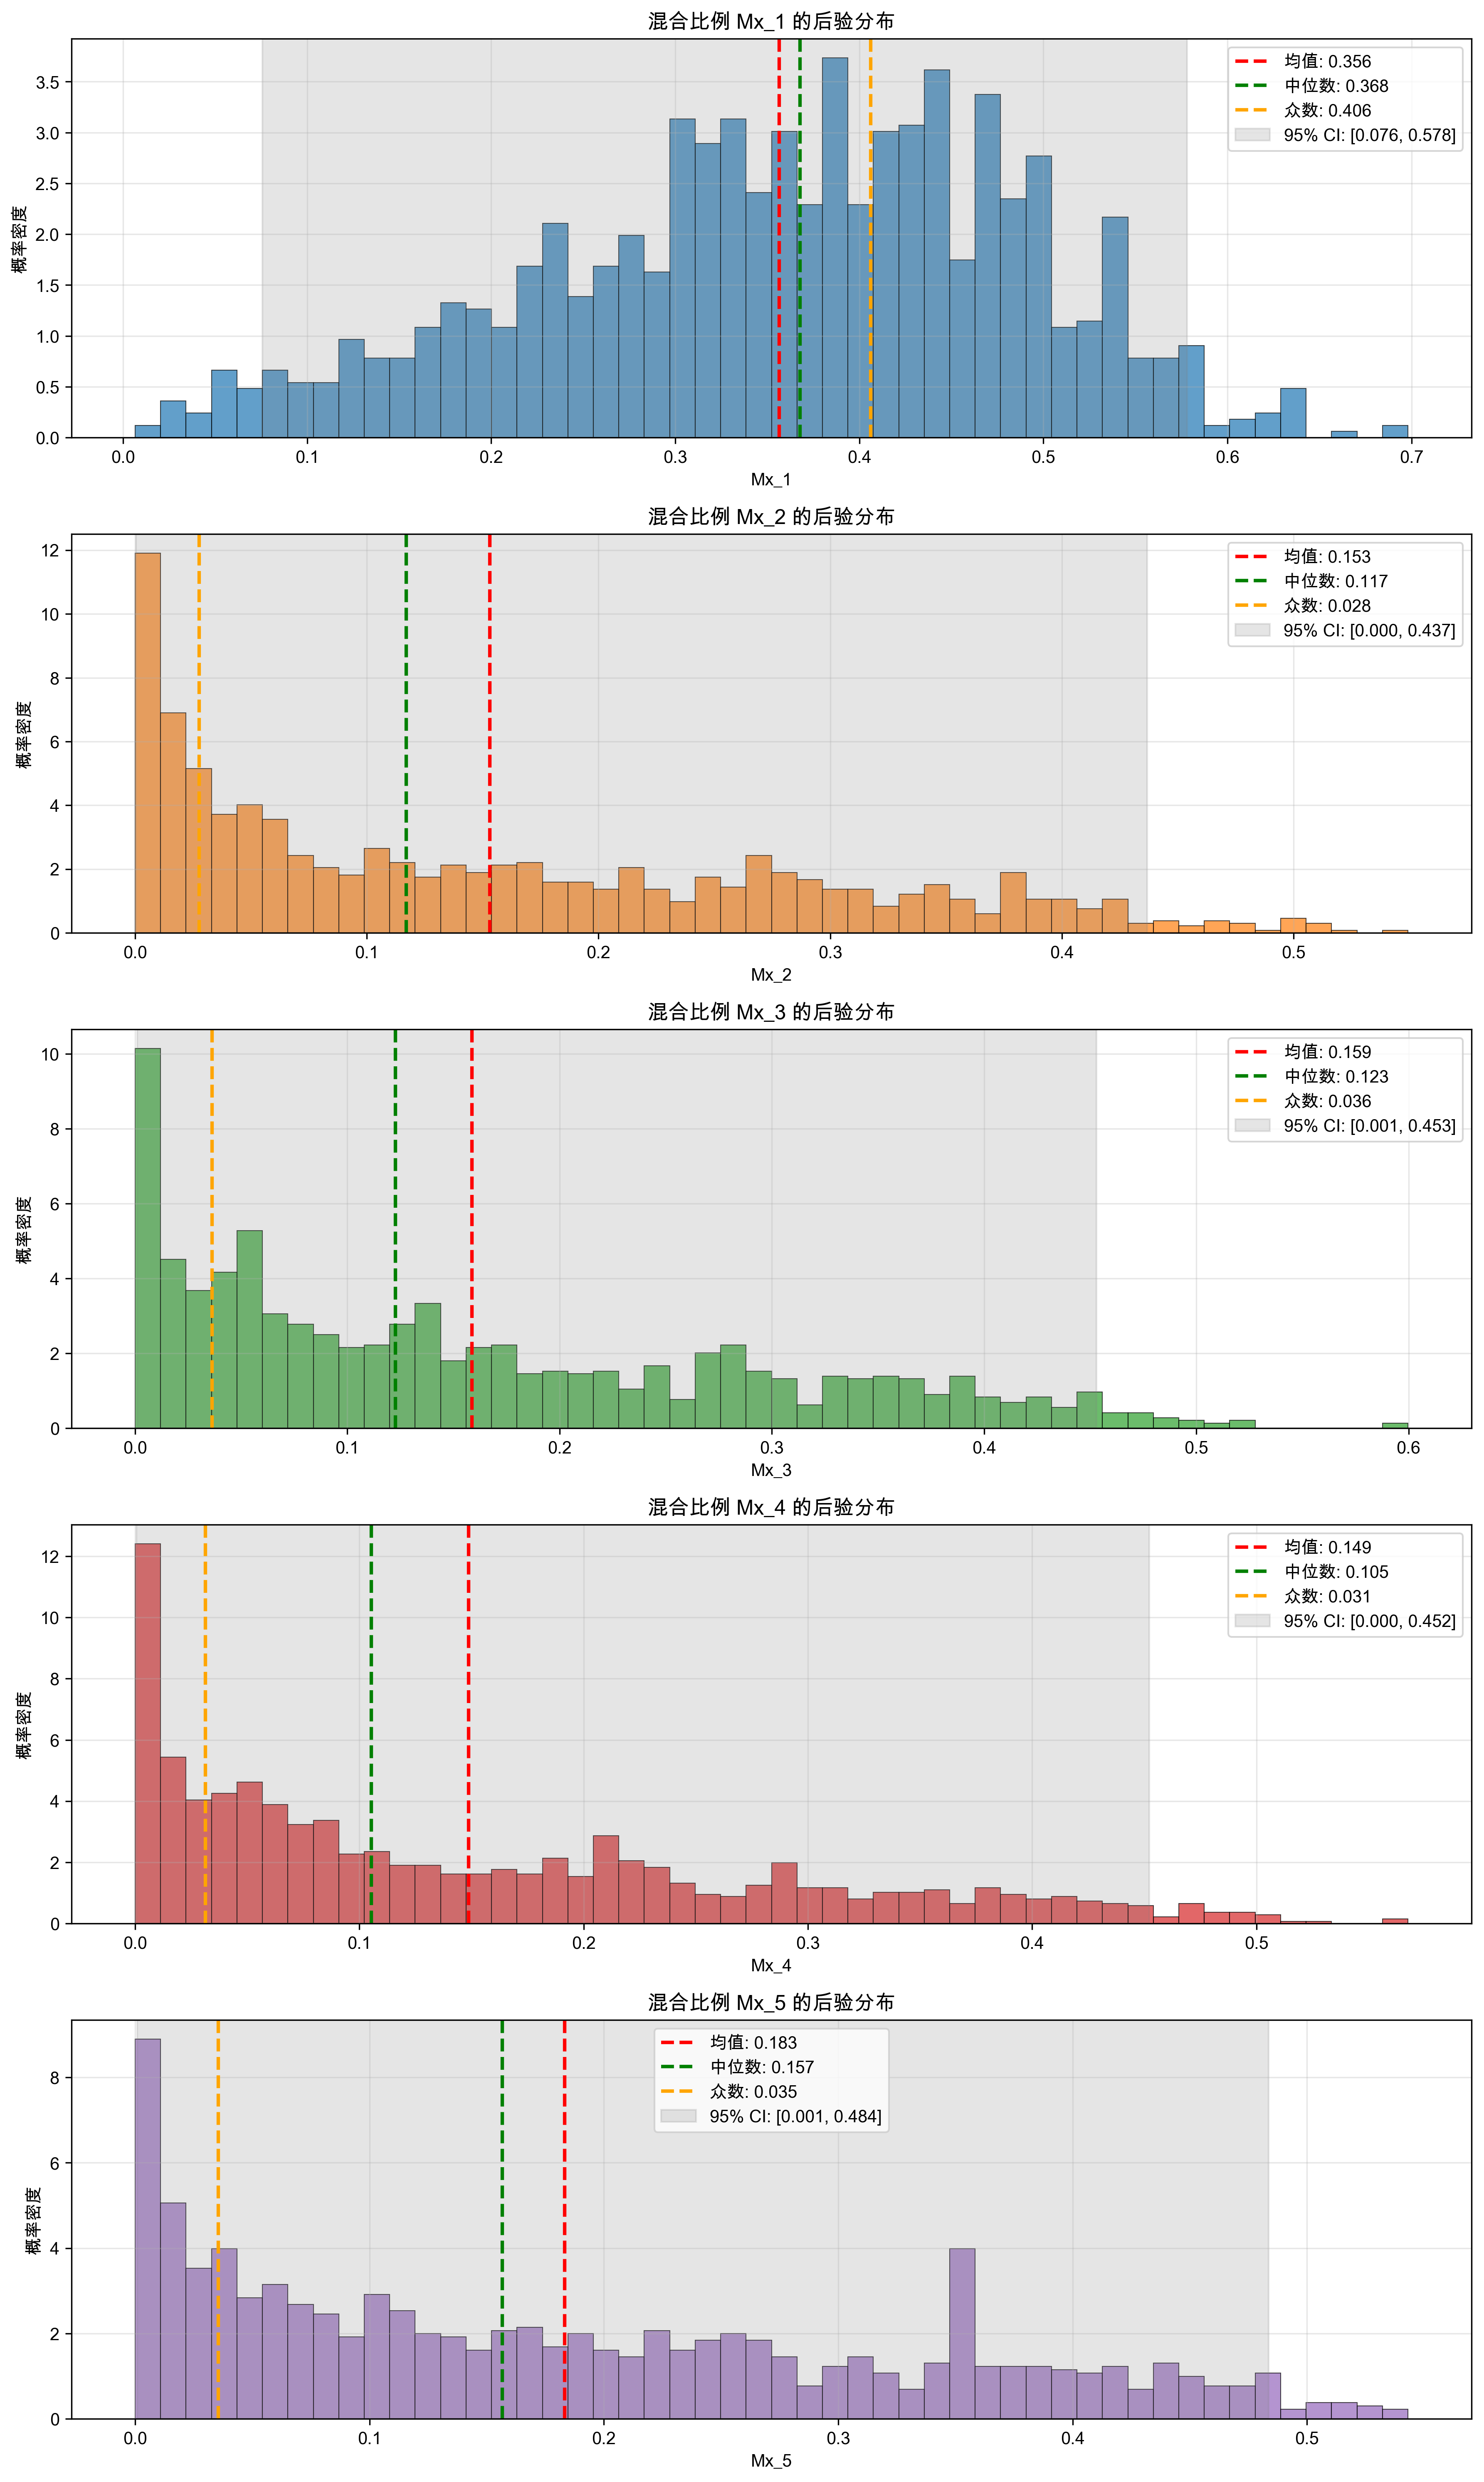 混合比例 Mx_1 的后验分布
概率密度
3.5
3.0
2.5
2.0
1.5
1.0
0.5
0.0
均值: 0.356
中位数: 0.368
众数: 0.406
95% CI: [0.076, 0.578]
0.0 0.1 0.2 0.3 0.4 0.5 0.6 0.7
Mx_1
混合比例 Mx_2 的后验分布
概率密度
12
10
8
6
4
2
0
均值: 0.153
中位数: 0.117
众数: 0.028
95% CI: [0.000, 0.437]
0.0 0.1 0.2 0.3 0.4 0.5
Mx_2
混合比例 Mx_3 的后验分布
概率密度
10
8
6
4
2
0
均值: 0.159
中位数: 0.123
众数: 0.036
95% CI: [0.001, 0.453]
0.0 0.1 0.2 0.3 0.4 0.5 0.6
Mx_3
混合比例 Mx_4 的后验分布
概率密度
12
10
8
6
4
2
0
均值: 0.149
中位数: 0.105
众数: 0.031
95% CI: [0.000, 0.452]
0.0 0.1 0.2 0.3 0.4 0.5
Mx_4
混合比例 Mx_5 的后验分布
概率密度
8
6
4
2
0
均值: 0.183
中位数: 0.157
众数: 0.035
95% CI: [0.001, 0.484]
0.0 0.1 0.2 0.3 0.4 0.5
Mx_5